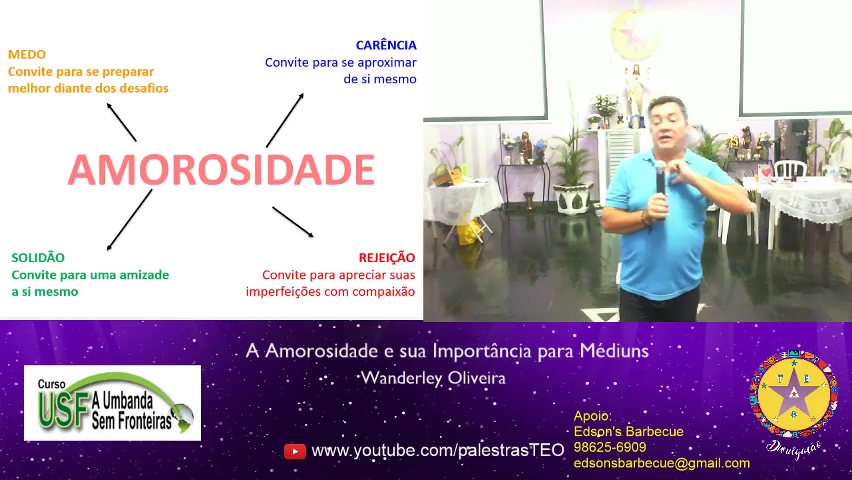 MEDO
Convite para se preparar
melhor diante dos desafios
CARÊNCIA
Convite para se aproximar
de si mesmo
AMOROSIDADE
SOLIDÃO
Convite para uma amizade
a si mesmo
REJEIÇÃO
Convite para apreciar suas
imperfeições com compaixão
A Amorosidade e sua Importância para Médiuns
Wanderley Oliveira
Curso
USF
A Umbanda
Sem Fronteiras
www.youtube.com/palestrasTEO
Apoio:
Edson's Barbecue
98625-6909
edsonsbarbecue@gmail.com
T E
Divulgação